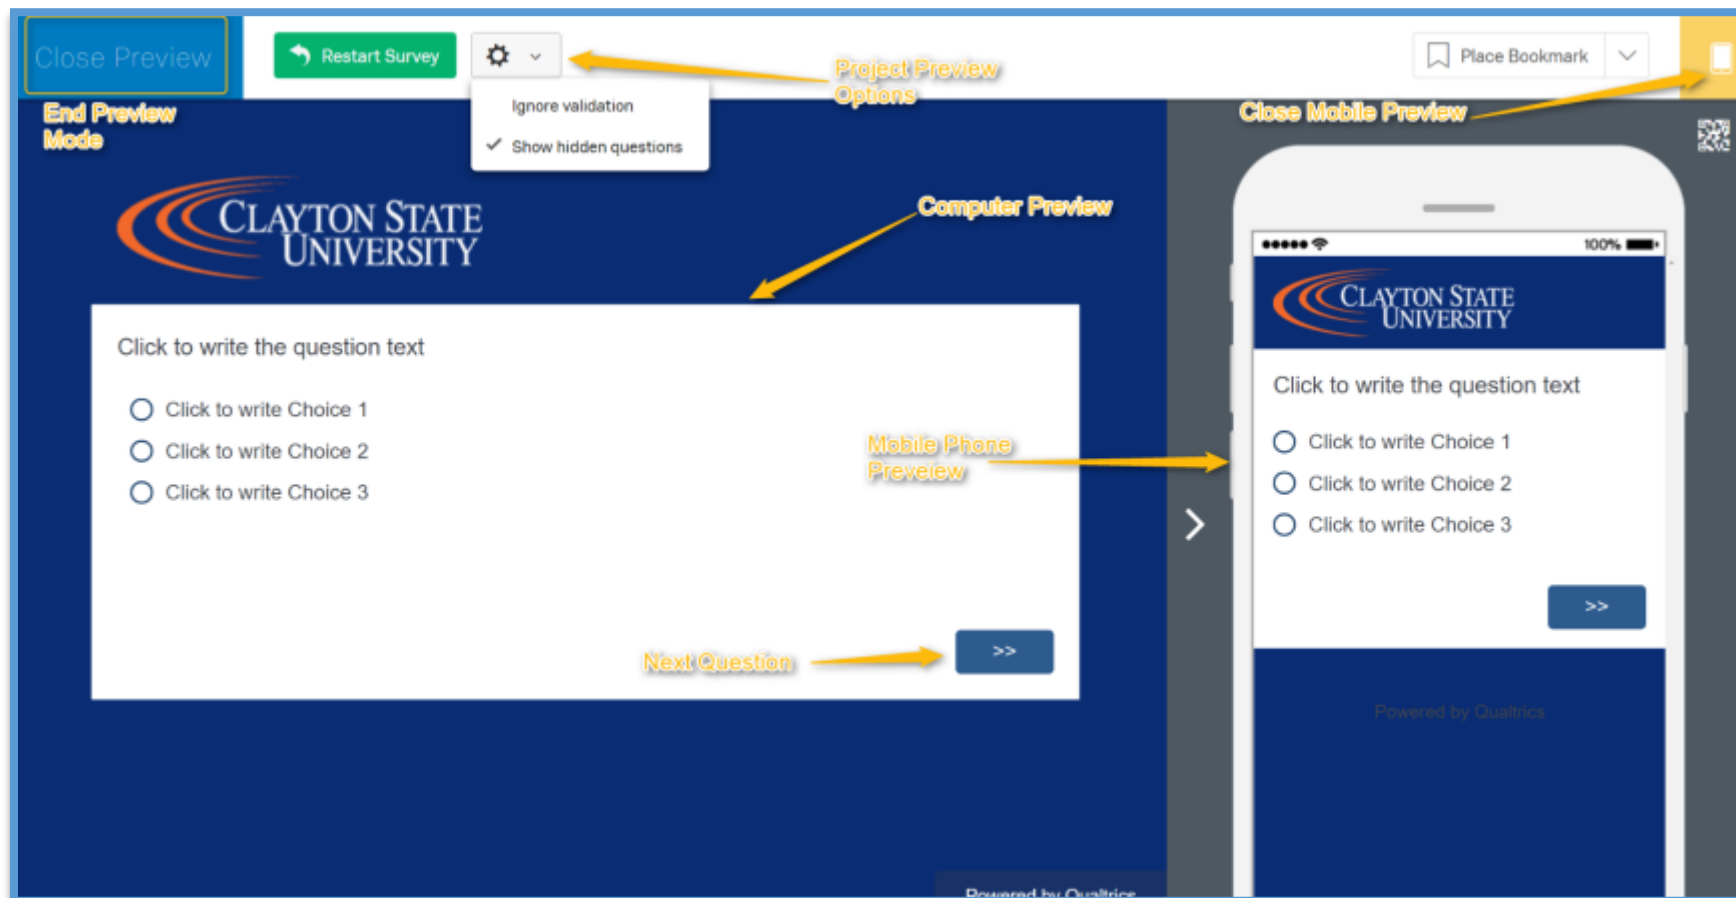 Close Preview
Restart Survey
Place Bookmark
Project Preview
Options
Ignore validation
Show hidden questions
End Preview
Mode
Close Mobile Preview
CLAYTON STATE
UNIVERSITY
Computer Preview
Click to write the question text
Click to write Choice 1
Click to write Choice 2
Click to write Choice 3
Mobile Phone
Preveiew
Next Question
>>
Powered by Qualtrics
100%
CLAYTON STATE
UNIVERSITY
Click to write the question text
Click to write Choice 1
Click to write Choice 2
Click to write Choice 3
>>
Powered by Qualtrics